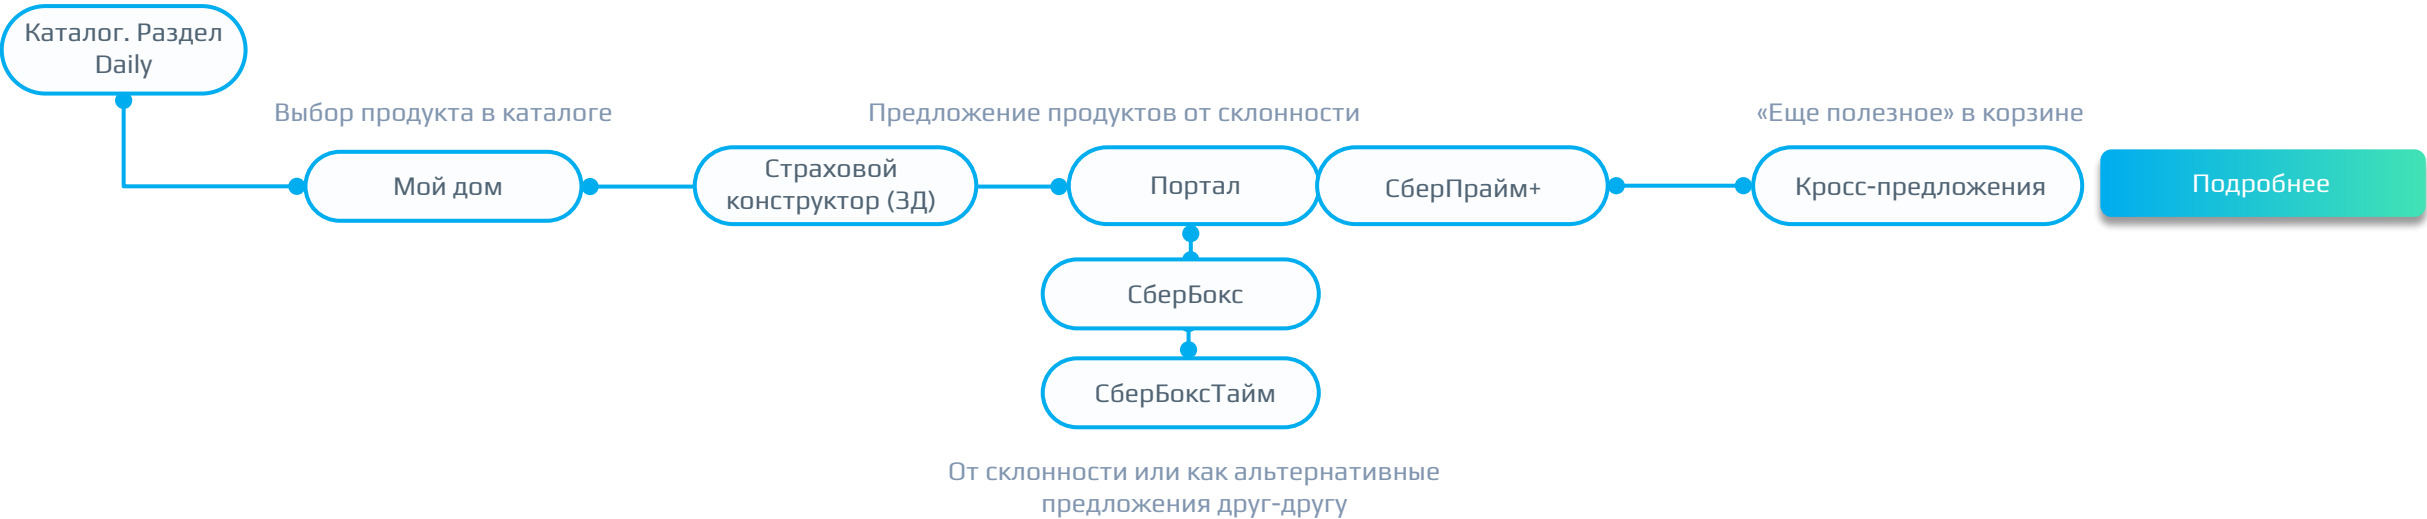 Каталог. Раздел
Daily
Выбор продукта в каталоге
Предложение продуктов от склонности
«Еще полезное» в корзине
Мой дом
Страховой
конструктор (ЗД)
Портал
СберПрайм+
Кросс-предложения
Подробнее
СберБокс
СберБоксТайм
От склонности или как альтернативные
предложения друг-другу